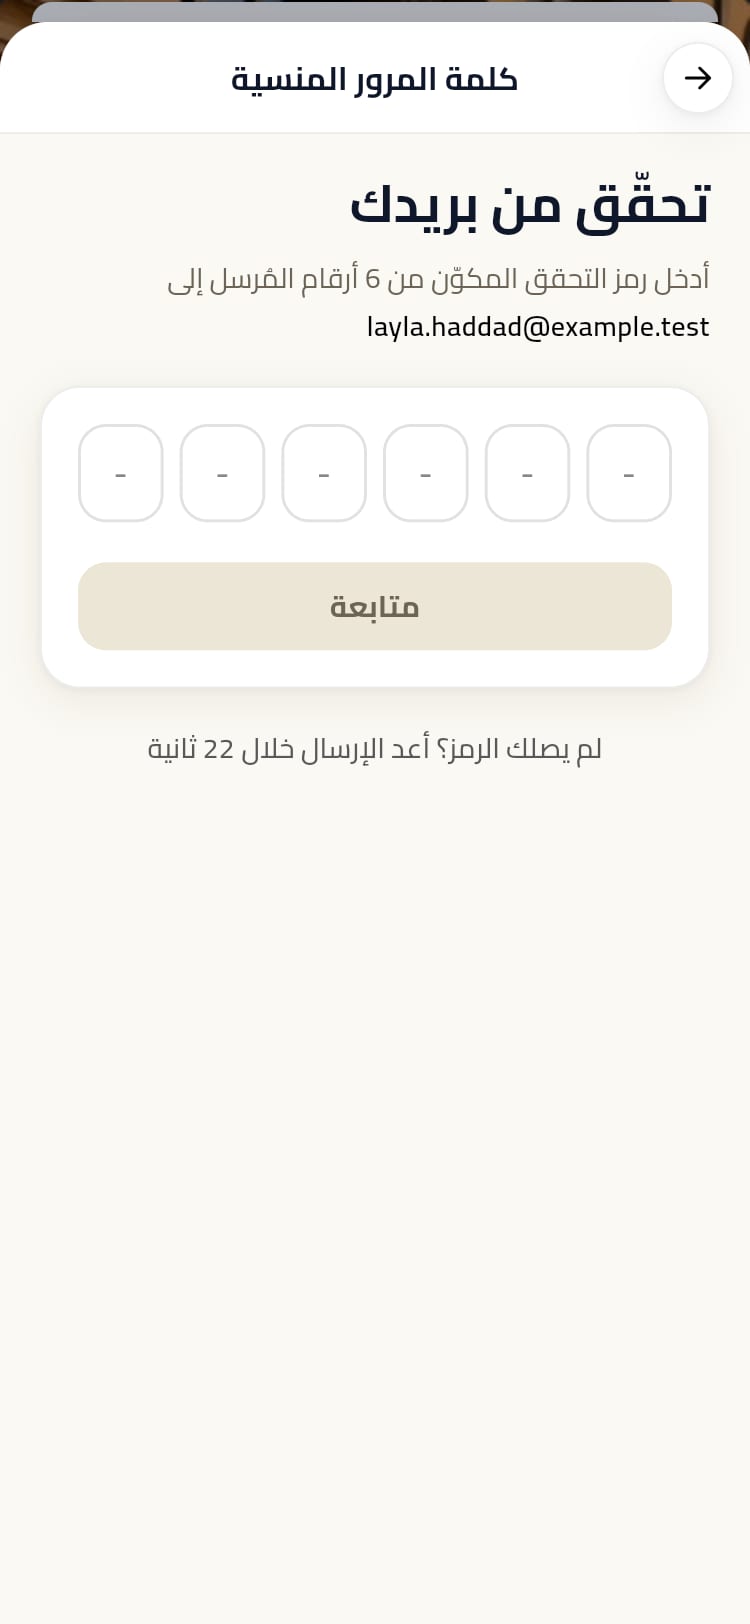 كلمة المرور المنسية
تحقّق من بريدك
أدخل رمز التحقق المكوّن من 6 أرقام المُرسل إلى
layla.haddad@example.test
- - - - - -
متابعة
لم يصلك الرمز؟ أعد الإرسال خلال 22 ثانية